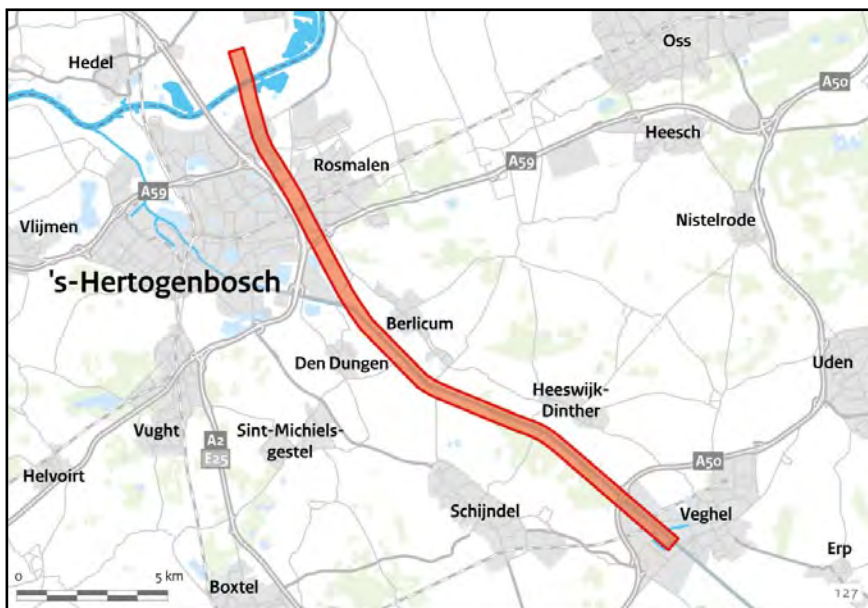 Hedel
Oss
A50
Heesch
Rosmalen
A59
A59
Nistelrode
Vlijmen
's-Hertogenbosch
Berlicum
Den Dungen
Uden
Heeswijk-
Dinther
Vught
A2
E25
Sint-Michiels-
gestel
Helvoirt
A50
Schijndel
Veghel
Erp
0 5 km
Boxtel
127